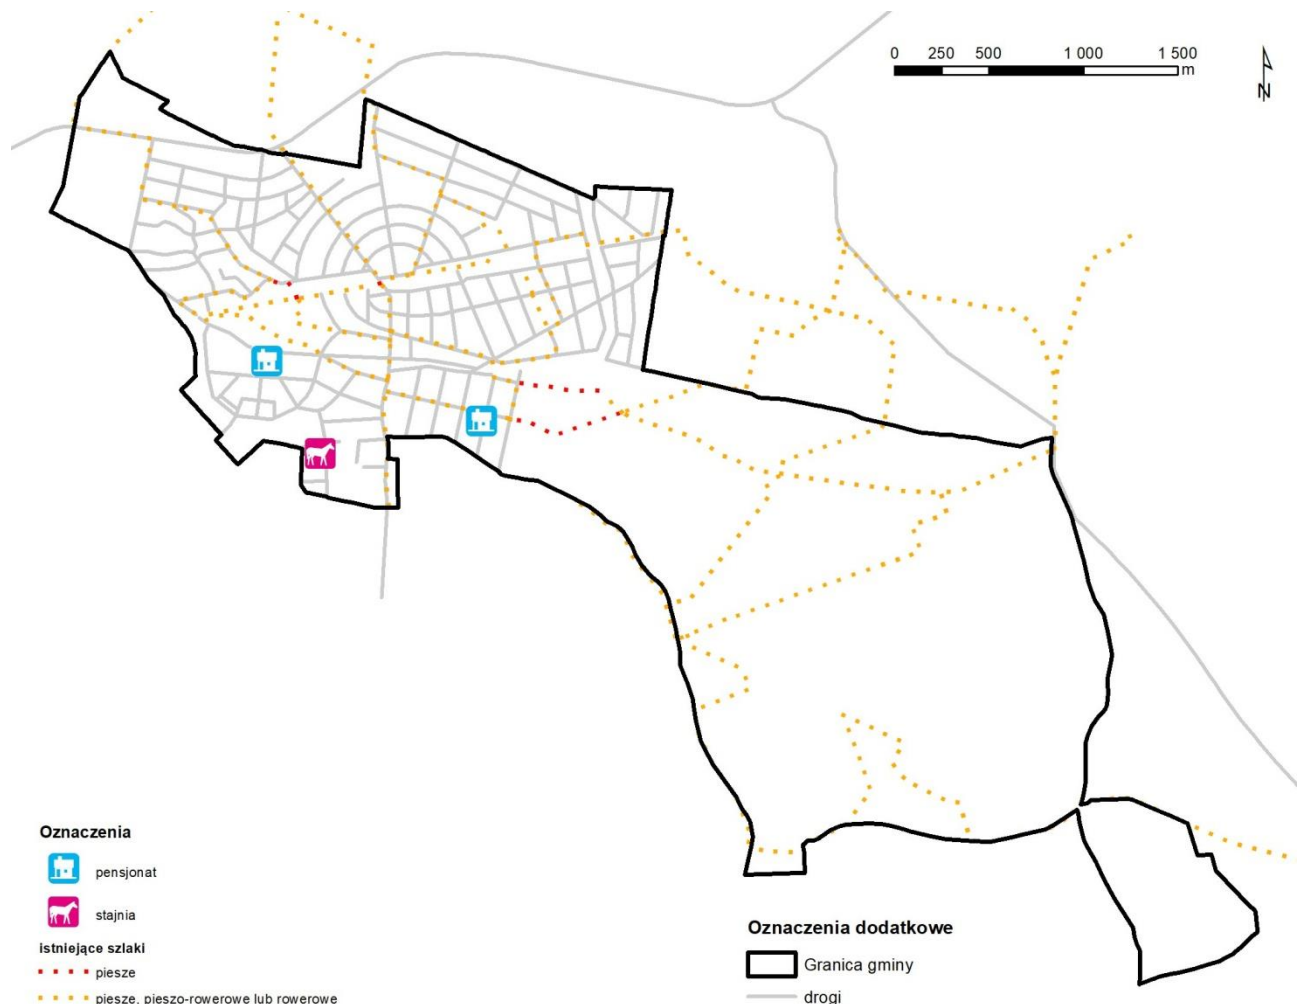 0 250 500 1 000 1 500
m
N
Oznaczenia
pensjonat
stajnia
istniejące szlaki
piesze
piesze, pieszo-rowerowe lub rowerowe
Oznaczenia dodatkowe
Granica gminy
drogi